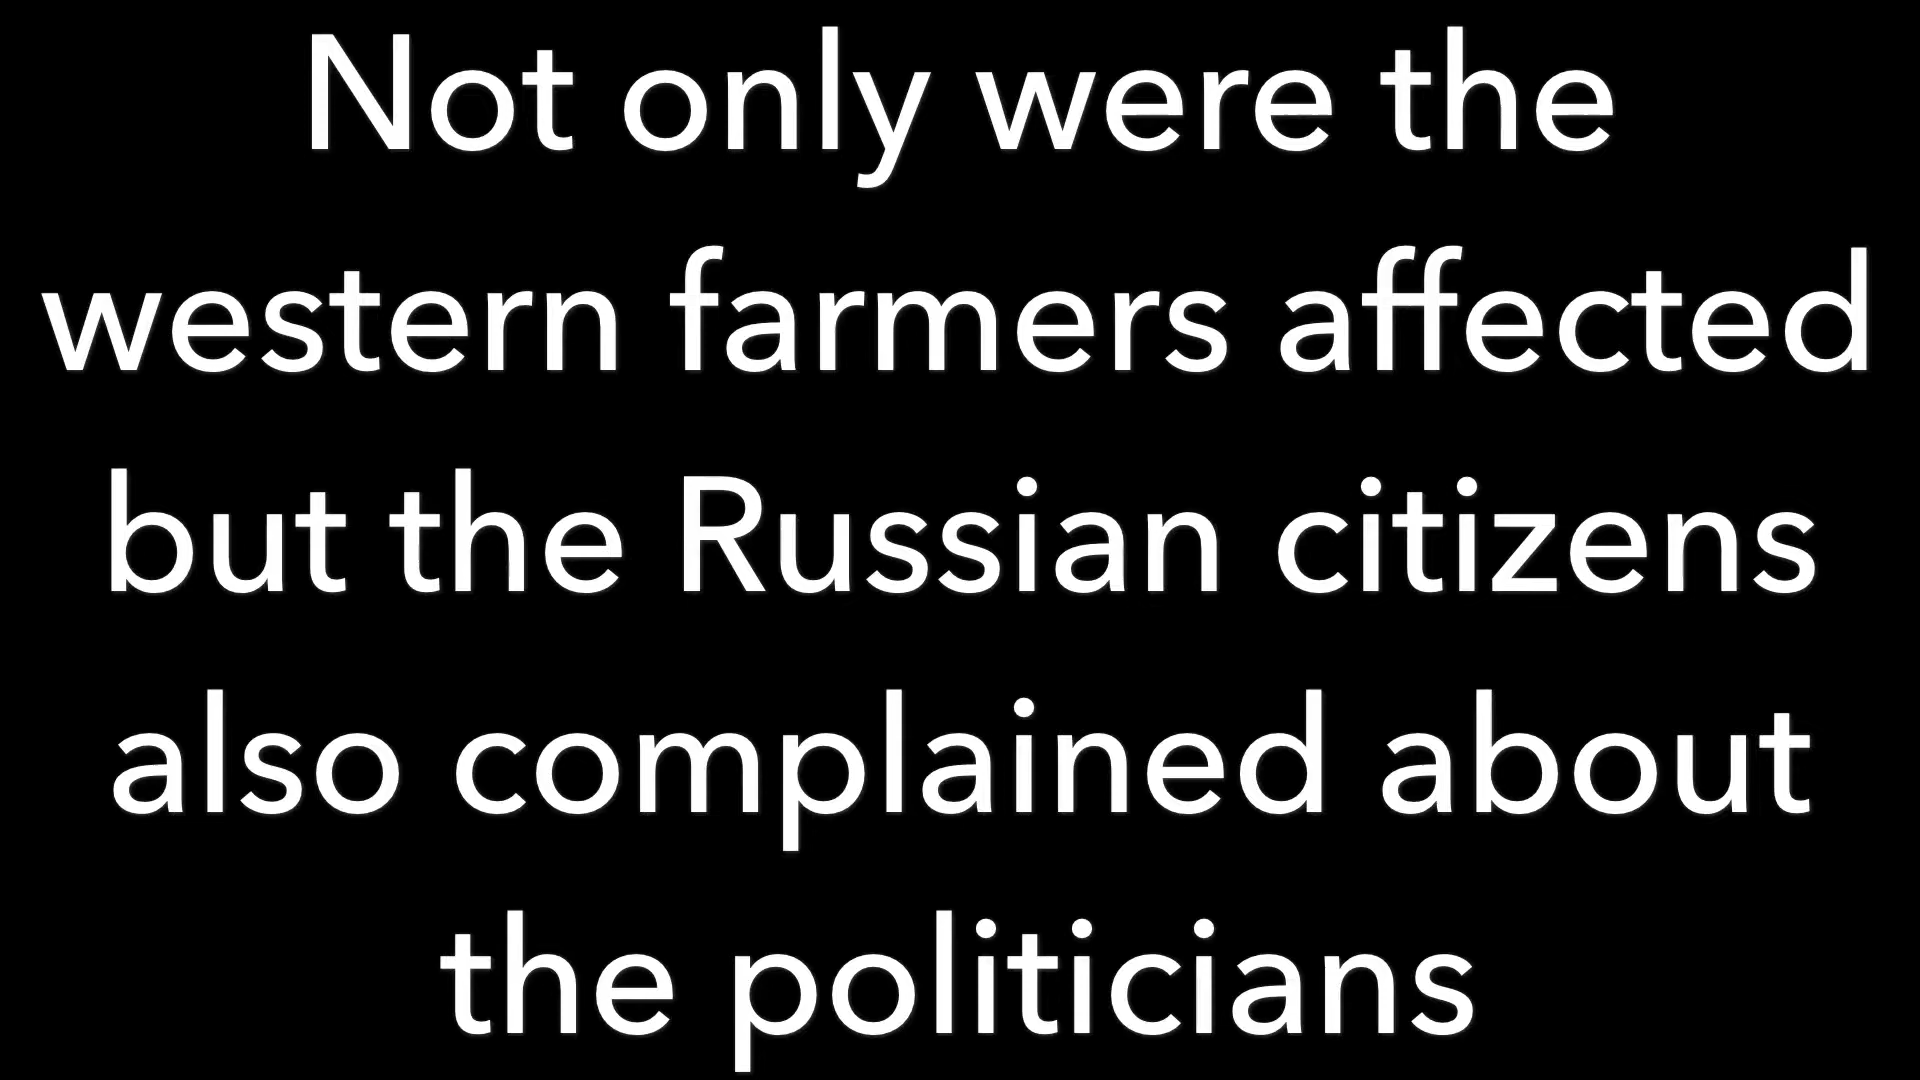 Not only were the
western farmers affected
but the Russian citizens
also complained about
the politicians